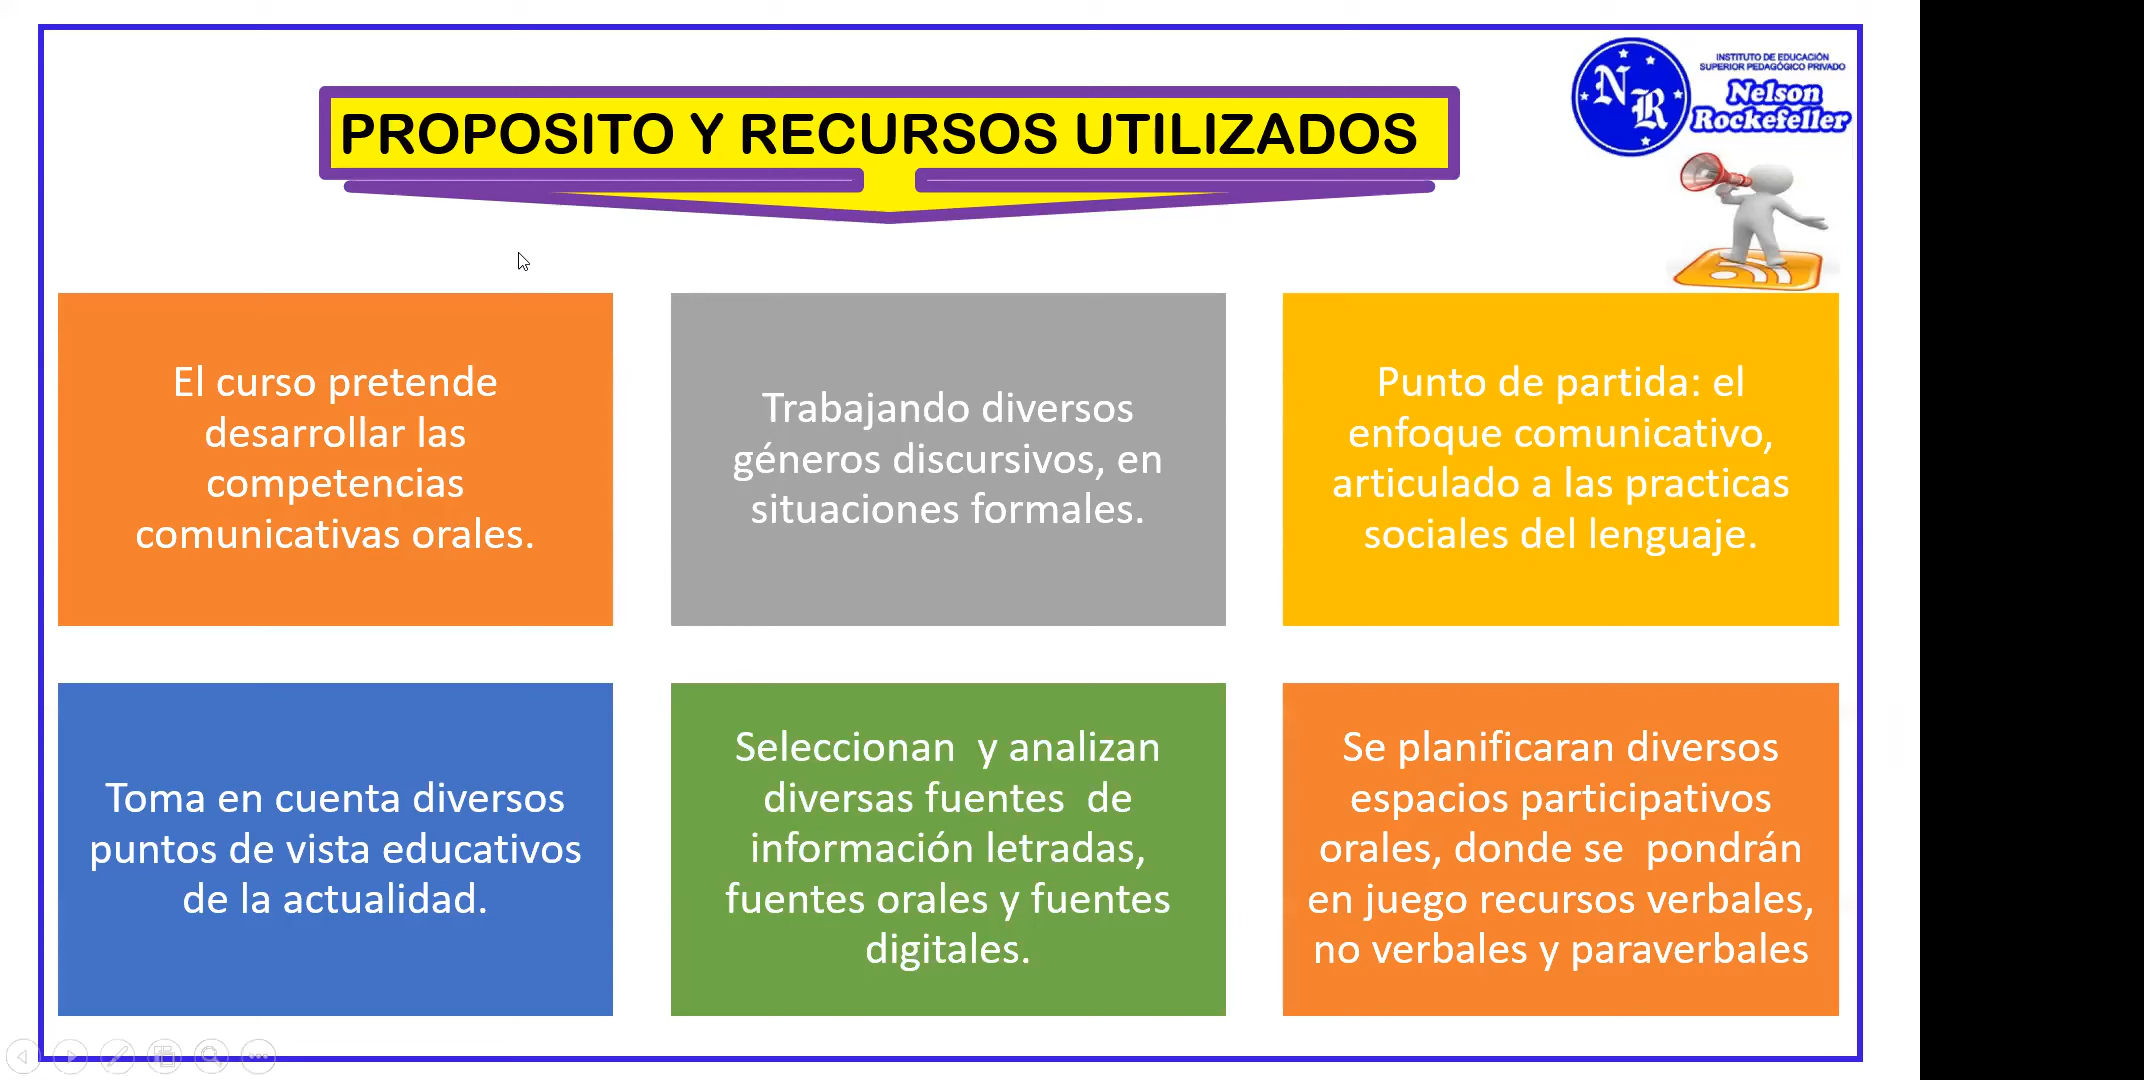 INSTITUTO DE EDUCACIÓN
SUPERIOR PEDAGÓGICO PRIVADO
N R
Nelson
Rockefeller
PROPOSITO Y RECURSOS UTILIZADOS
El curso pretende
desarrollar las
competencias
comunicativas orales.
Trabajando diversos
géneros discursivos, en
situaciones formales.
Punto de partida: el
enfoque comunicativo,
articulado a las practicas
sociales del lenguaje.
Toma en cuenta diversos
puntos de vista educativos
de la actualidad.
Seleccionan  y analizan
diversas fuentes  de
información letradas,
fuentes orales y fuentes
digitales.
Se planificaran diversos
espacios participativos
orales, donde se  pondrán
en juego recursos verbales,
no verbales y paraverbales